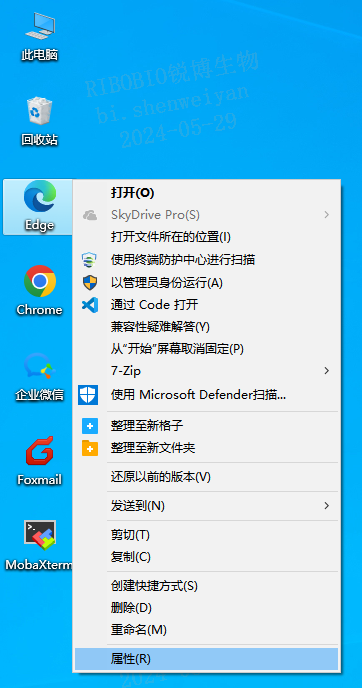 此电脑
RIBOBIO锐博生物
bi.shenweiyan
2024-05-29
回收站
Edge
Chrome
企业微信
Foxmail
MobaXterm
打开(O)
SkyDrive Pro(S)
打开文件所在的位置(I)
使用终端防护中心进行扫描
以管理员身份运行(A)
通过 Code 打开
兼容性疑难解答(Y)
从“开始”屏幕取消固定(P)
7-Zip
使用 Microsoft Defender扫描...
整理至新格子
整理至新文件夹
还原以前的版本(V)
发送到(N)
剪切(T)
复制(C)
创建快捷方式(S)
删除(D)
重命名(M)
属性(R)